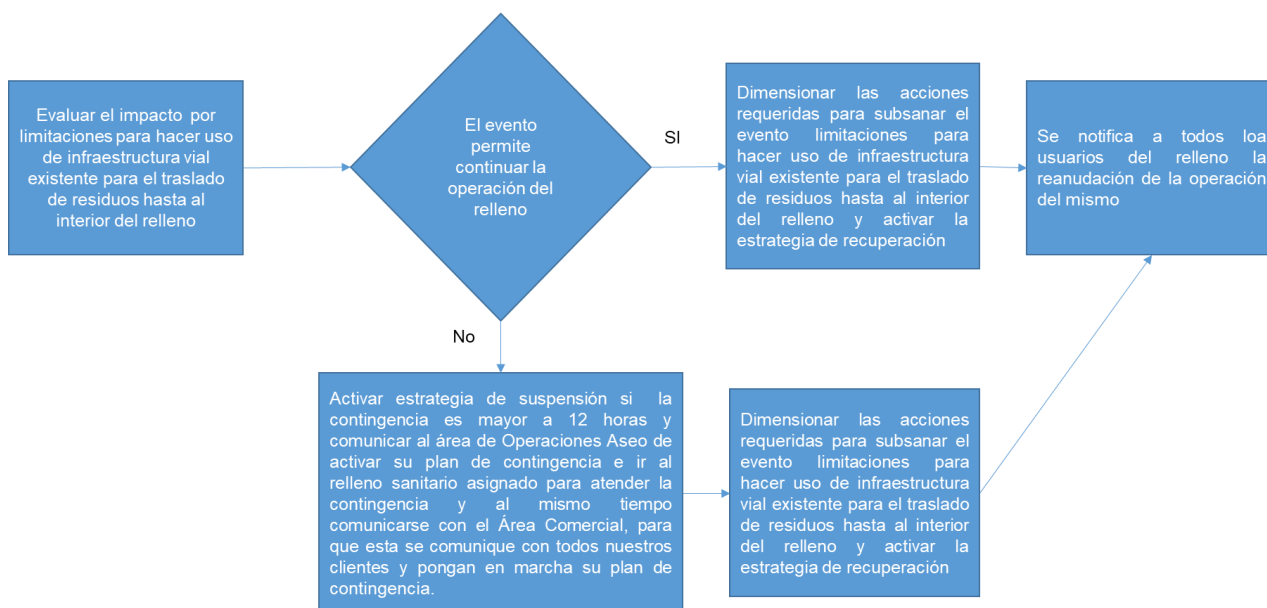 Evaluar el impacto por
limitaciones para hacer uso
de infraestructura vial
existente para el traslado
de residuos hasta al
interior del relleno
El evento
permite
continuar la
operación del
relleno
SI
Dimensionar las acciones
requeridas para subsanar el
evento limitaciones para
hacer uso de infraestructura
vial existente para el traslado
de residuos hasta al interior
del relleno y activar la
estrategia de recuperación
Se notifica a todos loa
usuarios del relleno la
reanudación de la operación
del mismo
No
Activar estrategia de suspensión si la
contingencia es mayor a 12 horas y
comunicar al área de Operaciones Aseo de
activar su plan de contingencia e ir al
relleno sanitario asignado para atender la
contingencia y al mismo tiempo
comunicarse con el Área Comercial, para
que esta se comunique con todos nuestros
clientes y pongan en marcha su plan de
contingencia.
Dimensionar las acciones
requeridas para subsanar el
evento limitaciones para
hacer uso de infraestructura
vial existente para el traslado
de residuos hasta al interior
del relleno y activar la
estrategia de recuperación